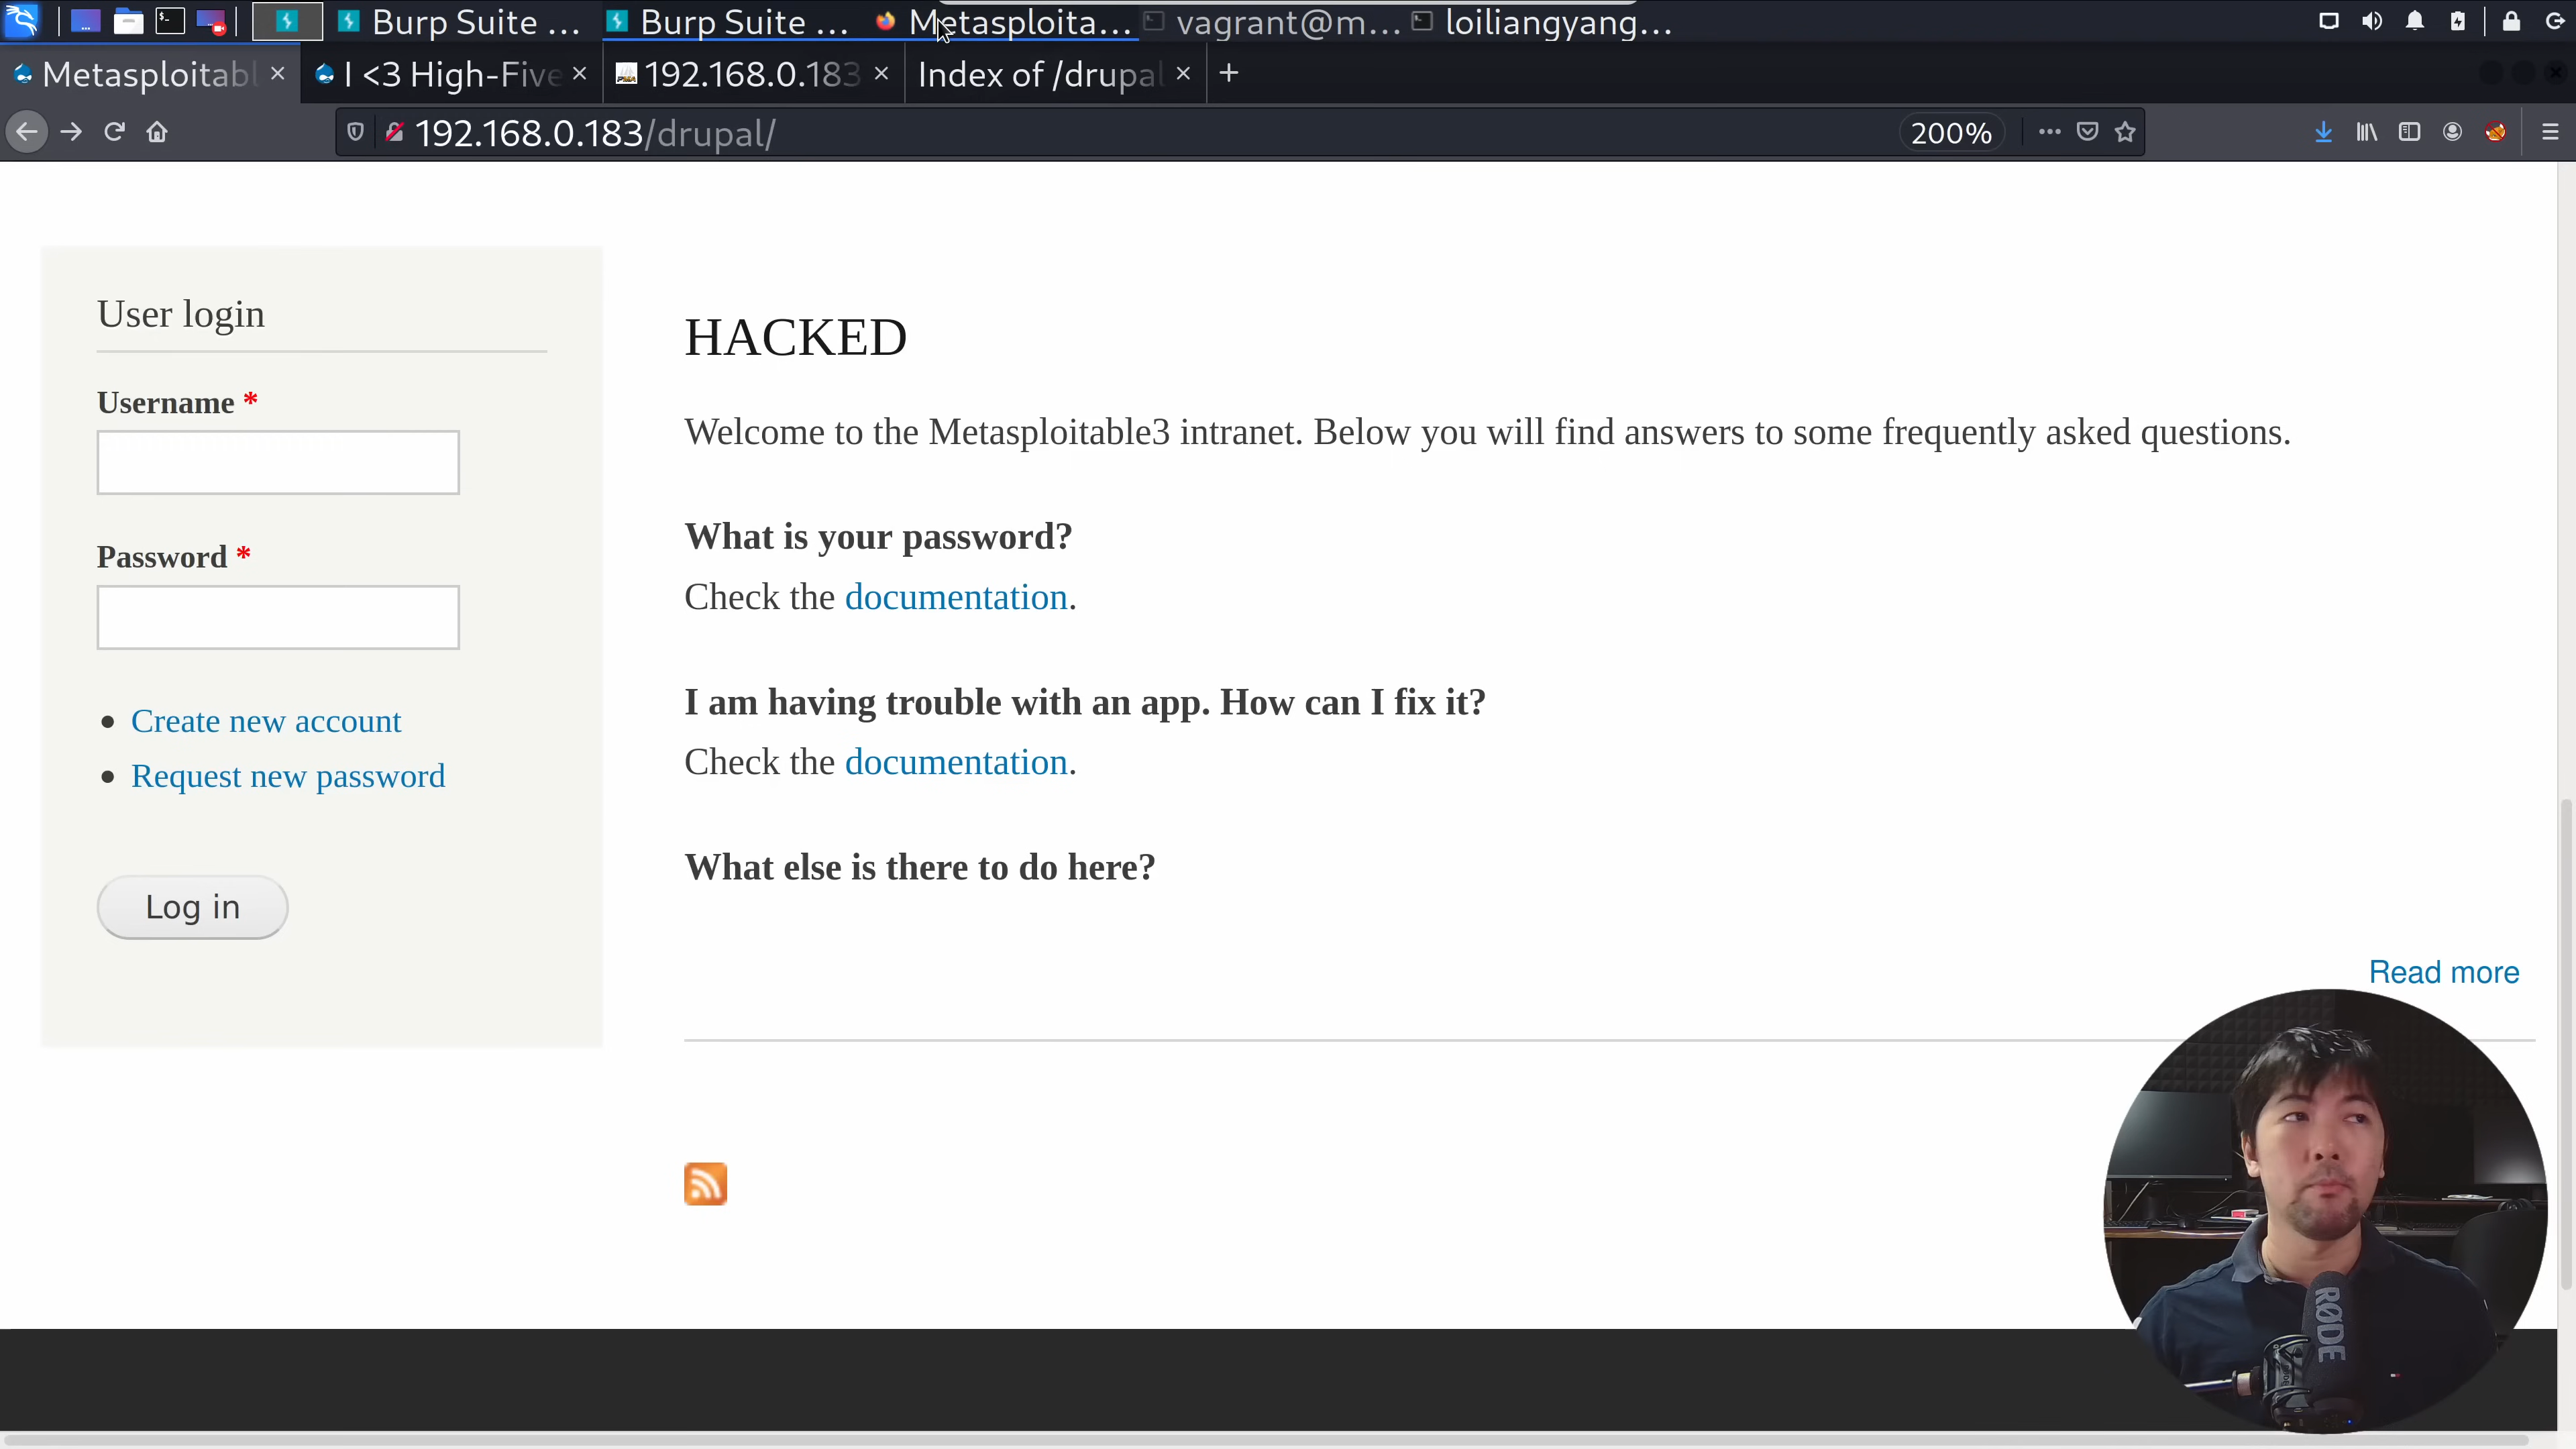 Burp Suite ...
Burp Suite ...
Metasploita...
vagrant@m...
loiliangyang...
Metasploitabl
I <3 High-Five
192.168.0.183
Index of /drupal
192.168.0.183/drupal/
200%
User login
Username *
Password *
Create new account
Request new password
Log in
HACKED
Welcome to the Metasploitable3 intranet. Below you will find answers to some frequently asked questions.
What is your password?
Check the documentation.
I am having trouble with an app. How can I fix it?
Check the documentation.
What else is there to do here?
Read more
RØDE